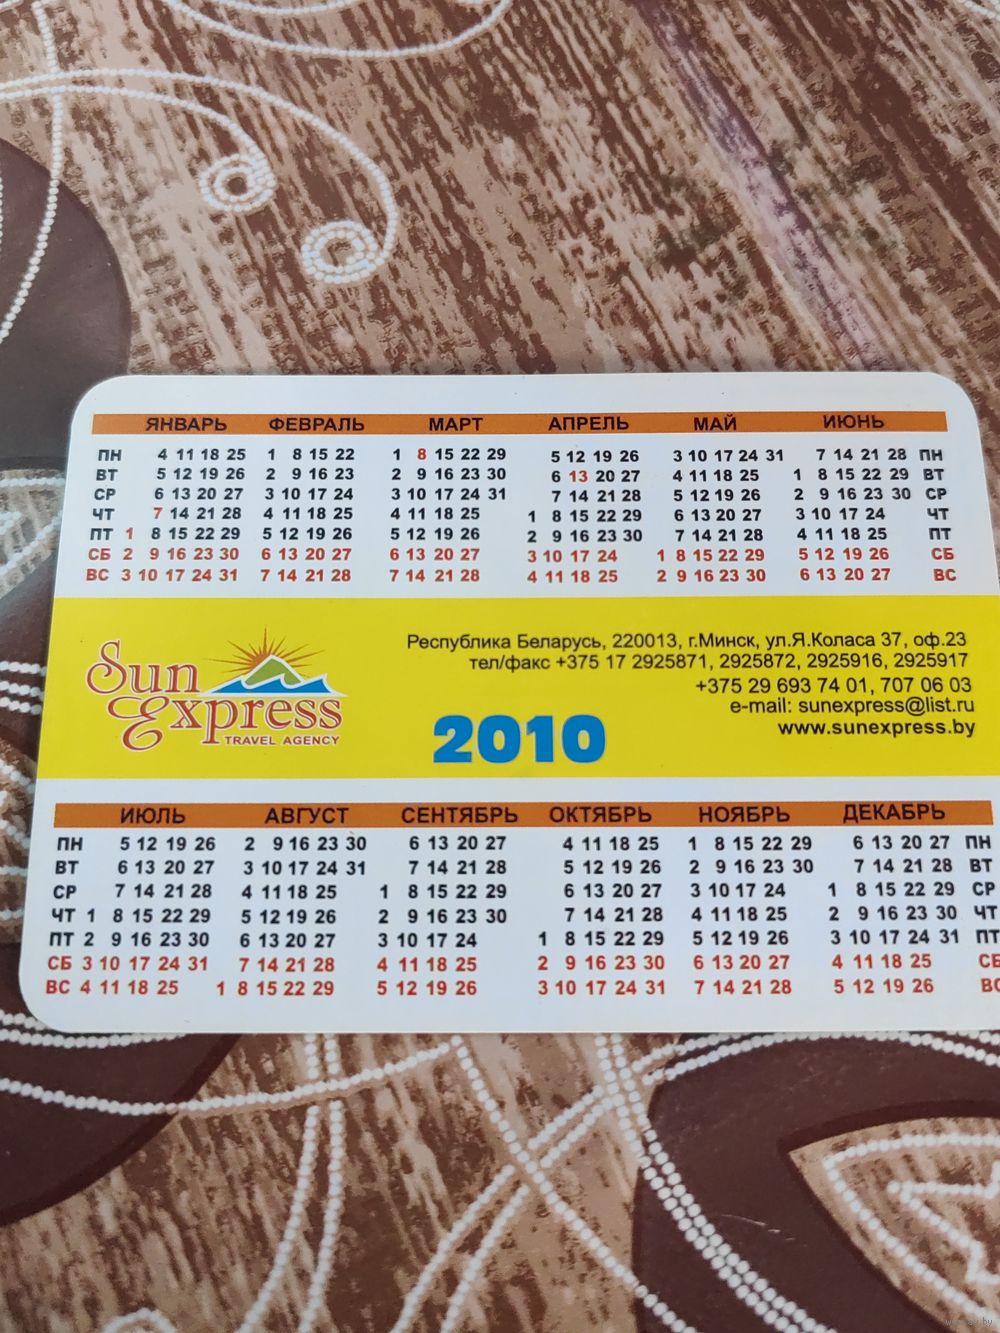 ЯНВАРЬ ФЕВРАЛЬ МАРТ АПРЕЛЬ МАЙ ИЮНЬ
ПН 4 11 18 25 1 8 15 22 1 8 15 22 29 5 12 19 26 3 10 17 24 31 7 14 21 28 ПН
ВТ 5 12 19 26 2 9 16 23 2 9 16 23 30 6 13 20 27 4 11 18 25 1 8 15 22 29 ВТ
СР 6 13 20 27 3 10 17 24 3 10 17 24 31 7 14 21 28 5 12 19 26 2 9 16 23 30 СР
ЧТ 7 14 21 28 4 11 18 25 4 11 18 25 1 8 15 22 29 6 13 20 27 3 10 17 24 ЧТ
ПТ 1 8 15 22 29 5 12 19 26 5 12 19 26 2 9 16 23 30 7 14 21 28 4 11 18 25 ПТ
СБ 2 9 16 23 30 6 13 20 27 6 13 20 27 3 10 17 24 1 8 15 22 29 5 12 19 26 СБ
ВС 3 10 17 24 31 7 14 21 28 7 14 21 28 4 11 18 25 2 9 16 23 30 6 13 20 27 ВС
Sun Express
TRAVEL AGENCY
Республика Беларусь, 220013, г.Минск, ул.Я.Коласа 37, оф.23
тел/факс +375 17 2925871, 2925872, 2925916, 2925917
+375 29 693 74 01, 707 06 03
e-mail: sunexpress@list.ru
www.sunexpress.by
2010
ИЮЛЬ АВГУСТ СЕНТЯБРЬ ОКТЯБРЬ НОЯБРЬ ДЕКАБРЬ
ПН 5 12 19 26 2 9 16 23 30 6 13 20 27 4 11 18 25 1 8 15 22 29 6 13 20 27 ПН
ВТ 6 13 20 27 3 10 17 24 31 7 14 21 28 5 12 19 26 2 9 16 23 30 7 14 21 28 ВТ
СР 7 14 21 28 4 11 18 25 1 8 15 22 29 6 13 20 27 3 10 17 24 1 8 15 22 29 СР
ЧТ 1 8 15 22 29 5 12 19 26 2 9 16 23 30 7 14 21 28 4 11 18 25 2 9 16 23 30 ЧТ
ПТ 2 9 16 23 30 6 13 20 27 3 10 17 24 1 8 15 22 29 5 12 19 26 3 10 17 24 31 ПТ
СБ 3 10 17 24 31 7 14 21 28 4 11 18 25 2 9 16 23 30 6 13 20 27 4 11 18 25 СБ
ВС 4 11 18 25 1 8 15 22 29 5 12 19 26 3 10 17 24 31 7 14 21 28 5 12 19 26 ВС